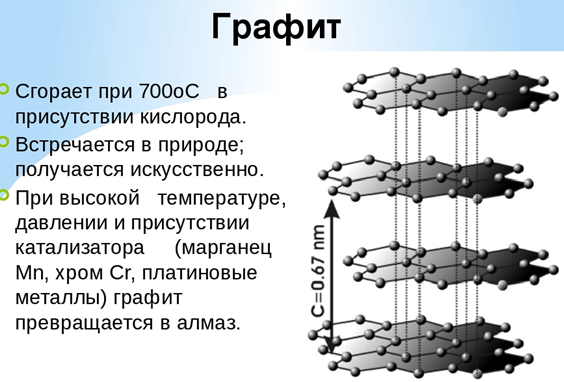 Графит
Сгорает при 700оС в
присутствии кислорода.
Встречается в природе;
получается искусственно.
При высокой температуре,
давлении и присутствии
катализатора (марганец
Mn, хром Cr, платиновые
металлы) графит
превращается в алмаз.
C=0.67 nm